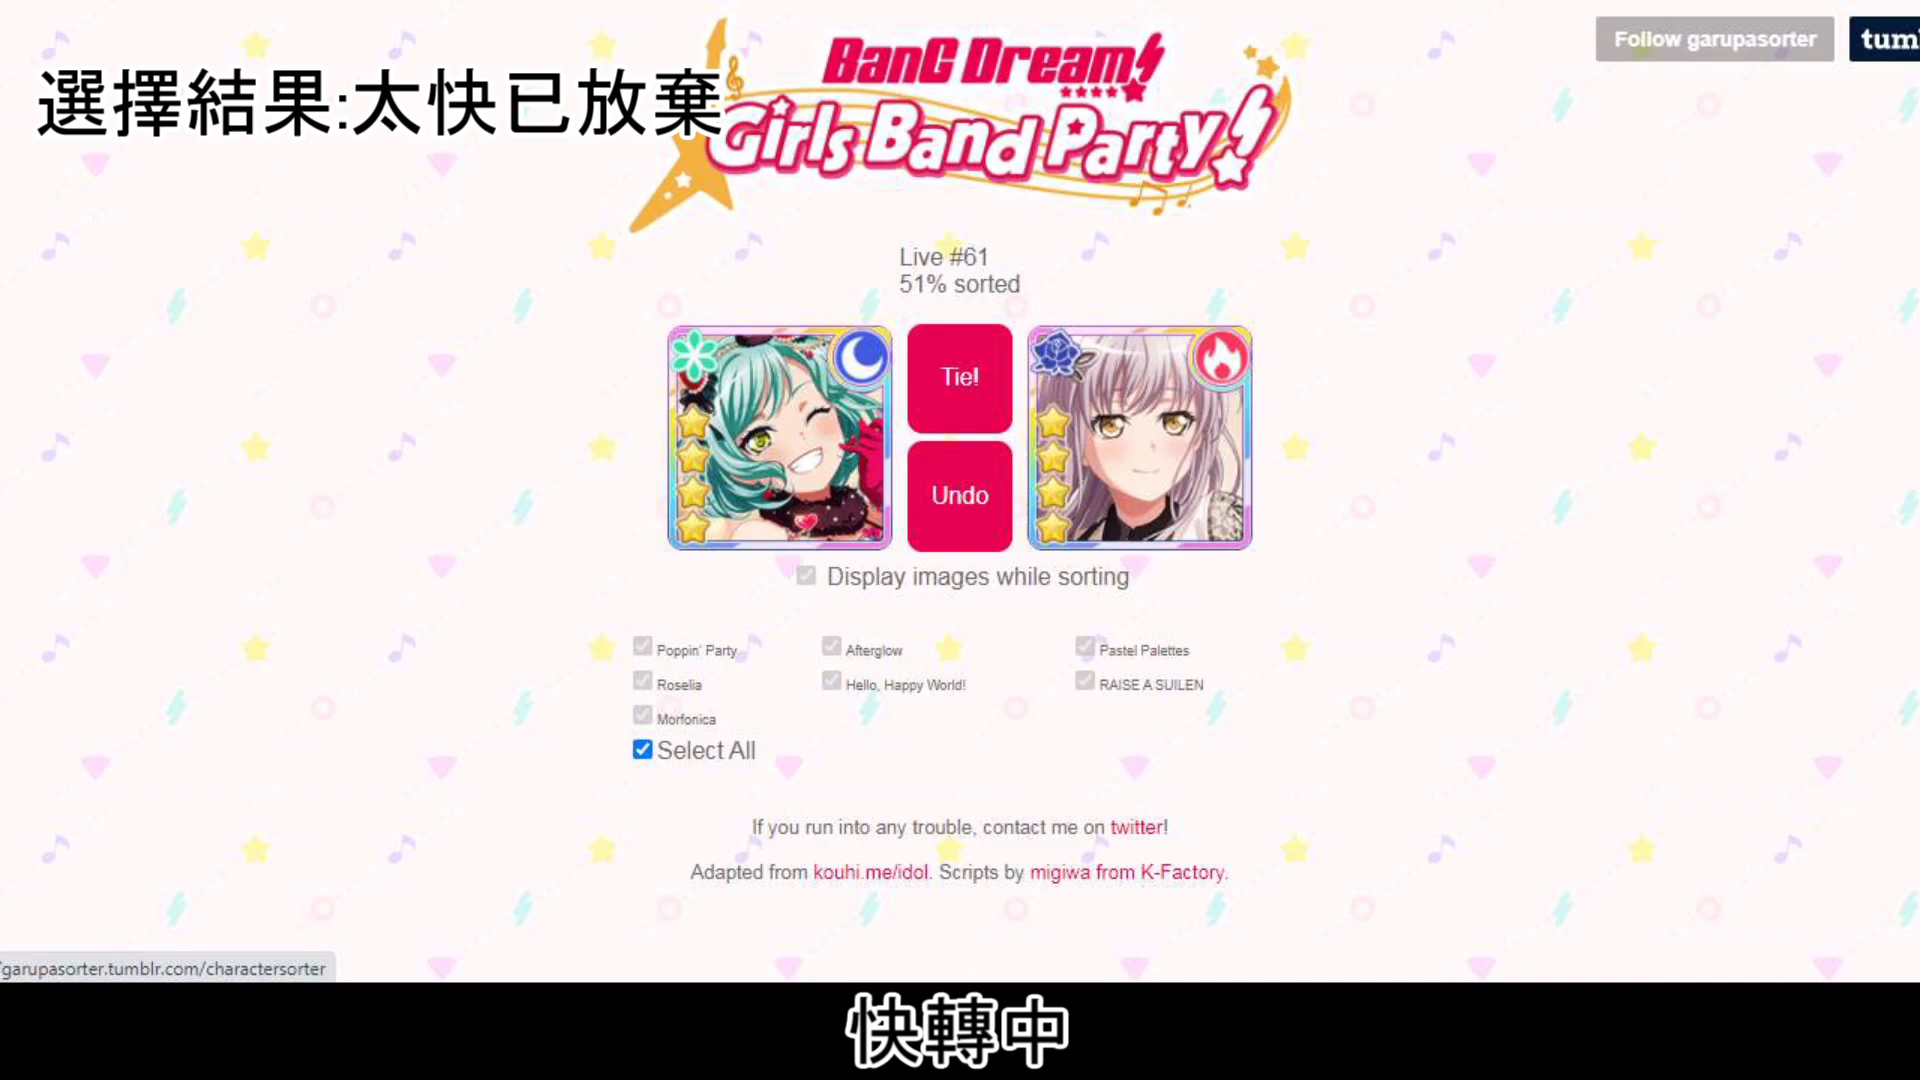 Follow garupasorter
tum
選擇結果:太快已放棄
BanG Dream!
Girls Band Party!
Live #61
51% sorted
Tie!
Undo
Display images while sorting
Poppin' Party
Afterglow
Pastel Palettes
Roselia
Hello, Happy World!
RAISE A SUILEN
Morfonica
Select All
If you run into any trouble, contact me on twitter!
Adapted from kouhi.me/idol. Scripts by migiwa from K-Factory.
/garupasorter.tumblr.com/charactersorter
快轉中